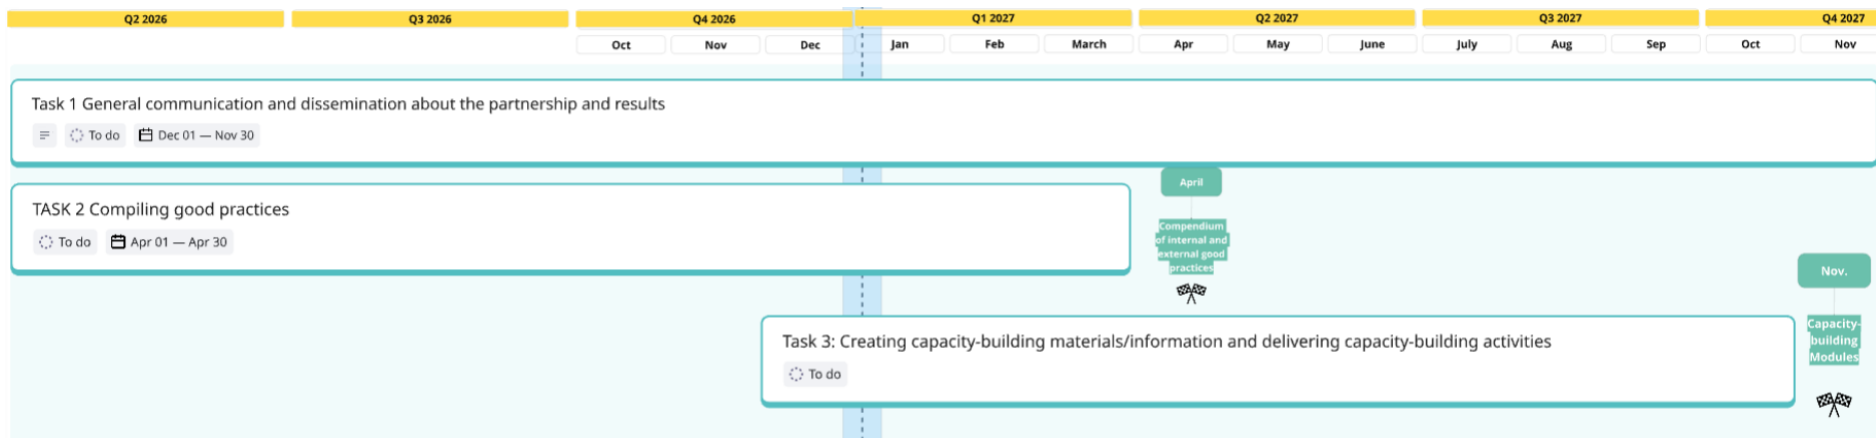 Q2 2026 Q3 2026 Q4 2026 Q1 2027 Q2 2027 Q3 2027 Q4 2027
Oct Nov Dec Jan Feb March Apr May June July Aug Sep Oct Nov
Task 1 General communication and dissemination about the partnership and results
To do Dec 01 — Nov 30
April
TASK 2 Compiling good practices
To do Apr 01 — Apr 30
Compendium
of internal and
external good
practices
Nov.
Task 3: Creating capacity-building materials/information and delivering capacity-building activities
To do
Capacity-
building
Modules